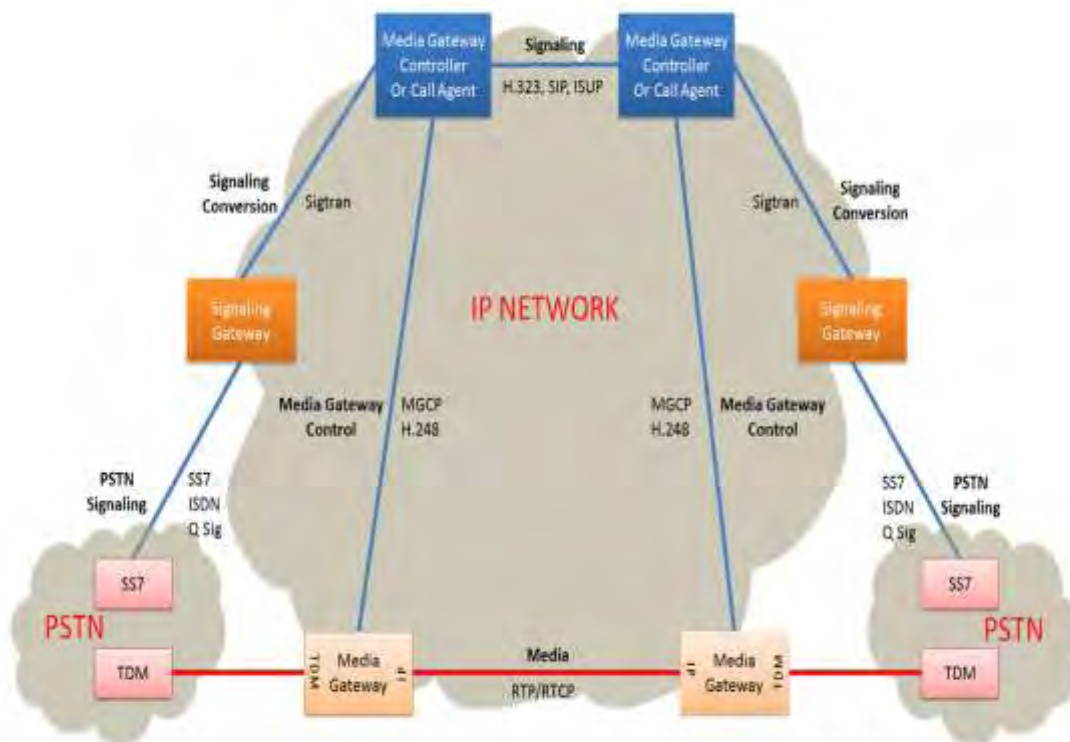 Media Gateway
Controller
Or Call Agent
Signaling
H.323, SIP, ISUP
Media Gateway
Controller
Or Call Agent
Signaling
Conversion
Sigtran
Sigtran
Signaling
Conversion
Signaling
Gateway
IP NETWORK
Signaling
Gateway
Media Gateway
Control
MGCP
H.248
MGCP
H.248
Media Gateway
Control
PSTN
Signaling
SS7
ISDN
Q Sig
SS7
ISDN
Q Sig
PSTN
Signaling
SS7
PSTN
TDM
TDM
Media
Gateway
IP
Media
RTP/RTCP
IP
Media
Gateway
TDM
SS7
PSTN
TDM